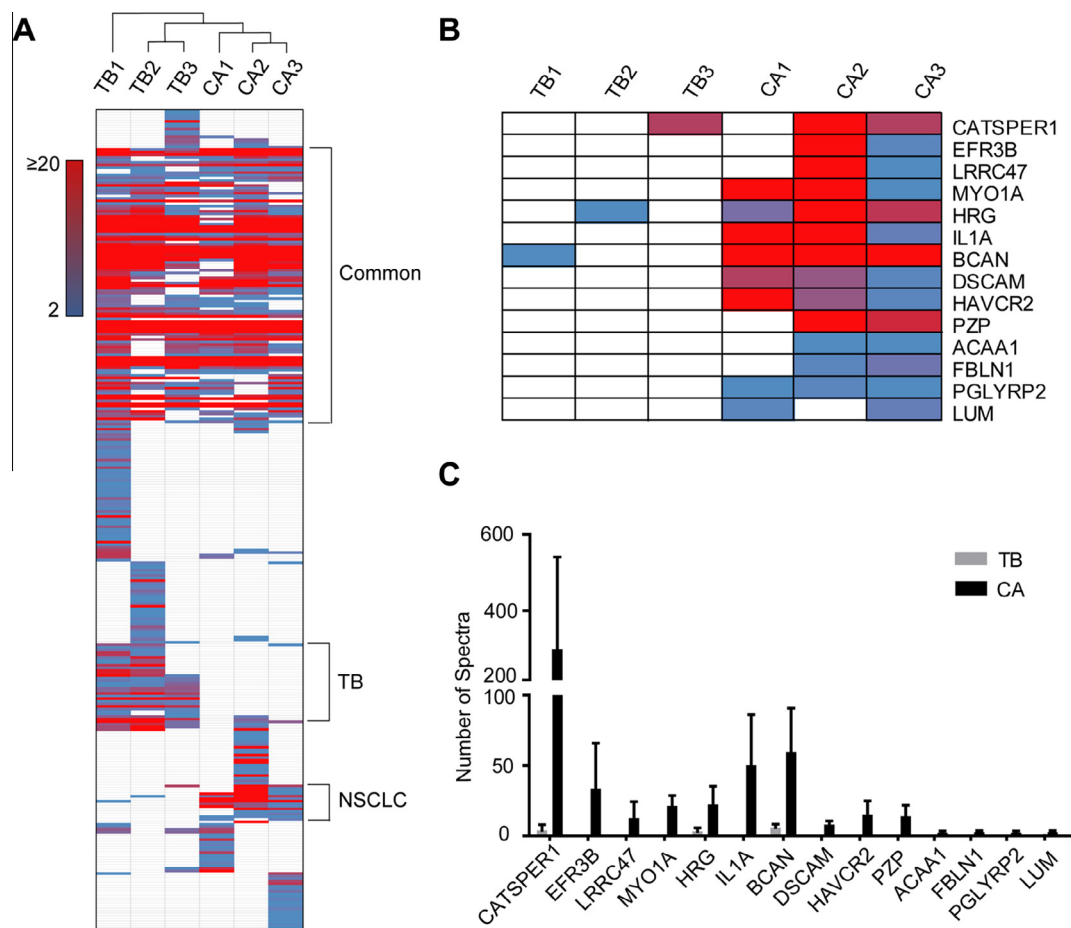 A
TB1 TB2 TB3 CA1 CA2 CA3
≥20
2
Common
TB
NSCLC
B
TB1 TB2 TB3 CA1 CA2 CA3
CATSPER1
EFR3B
LRRC47
MYO1A
HRG
IL1A
BCAN
DSCAM
HAVCR2
PZP
ACAA1
FBLN1
PGLYRP2
LUM
C
Number of Spectra
600
400
200
100
50
0
TB
CA
CATSPER1 EFR3B LRRC47 MYO1A HRG IL1A BCAN DSCAM HAVCR2 PZP ACAA1 FBLN1 PGLYRP2 LUM